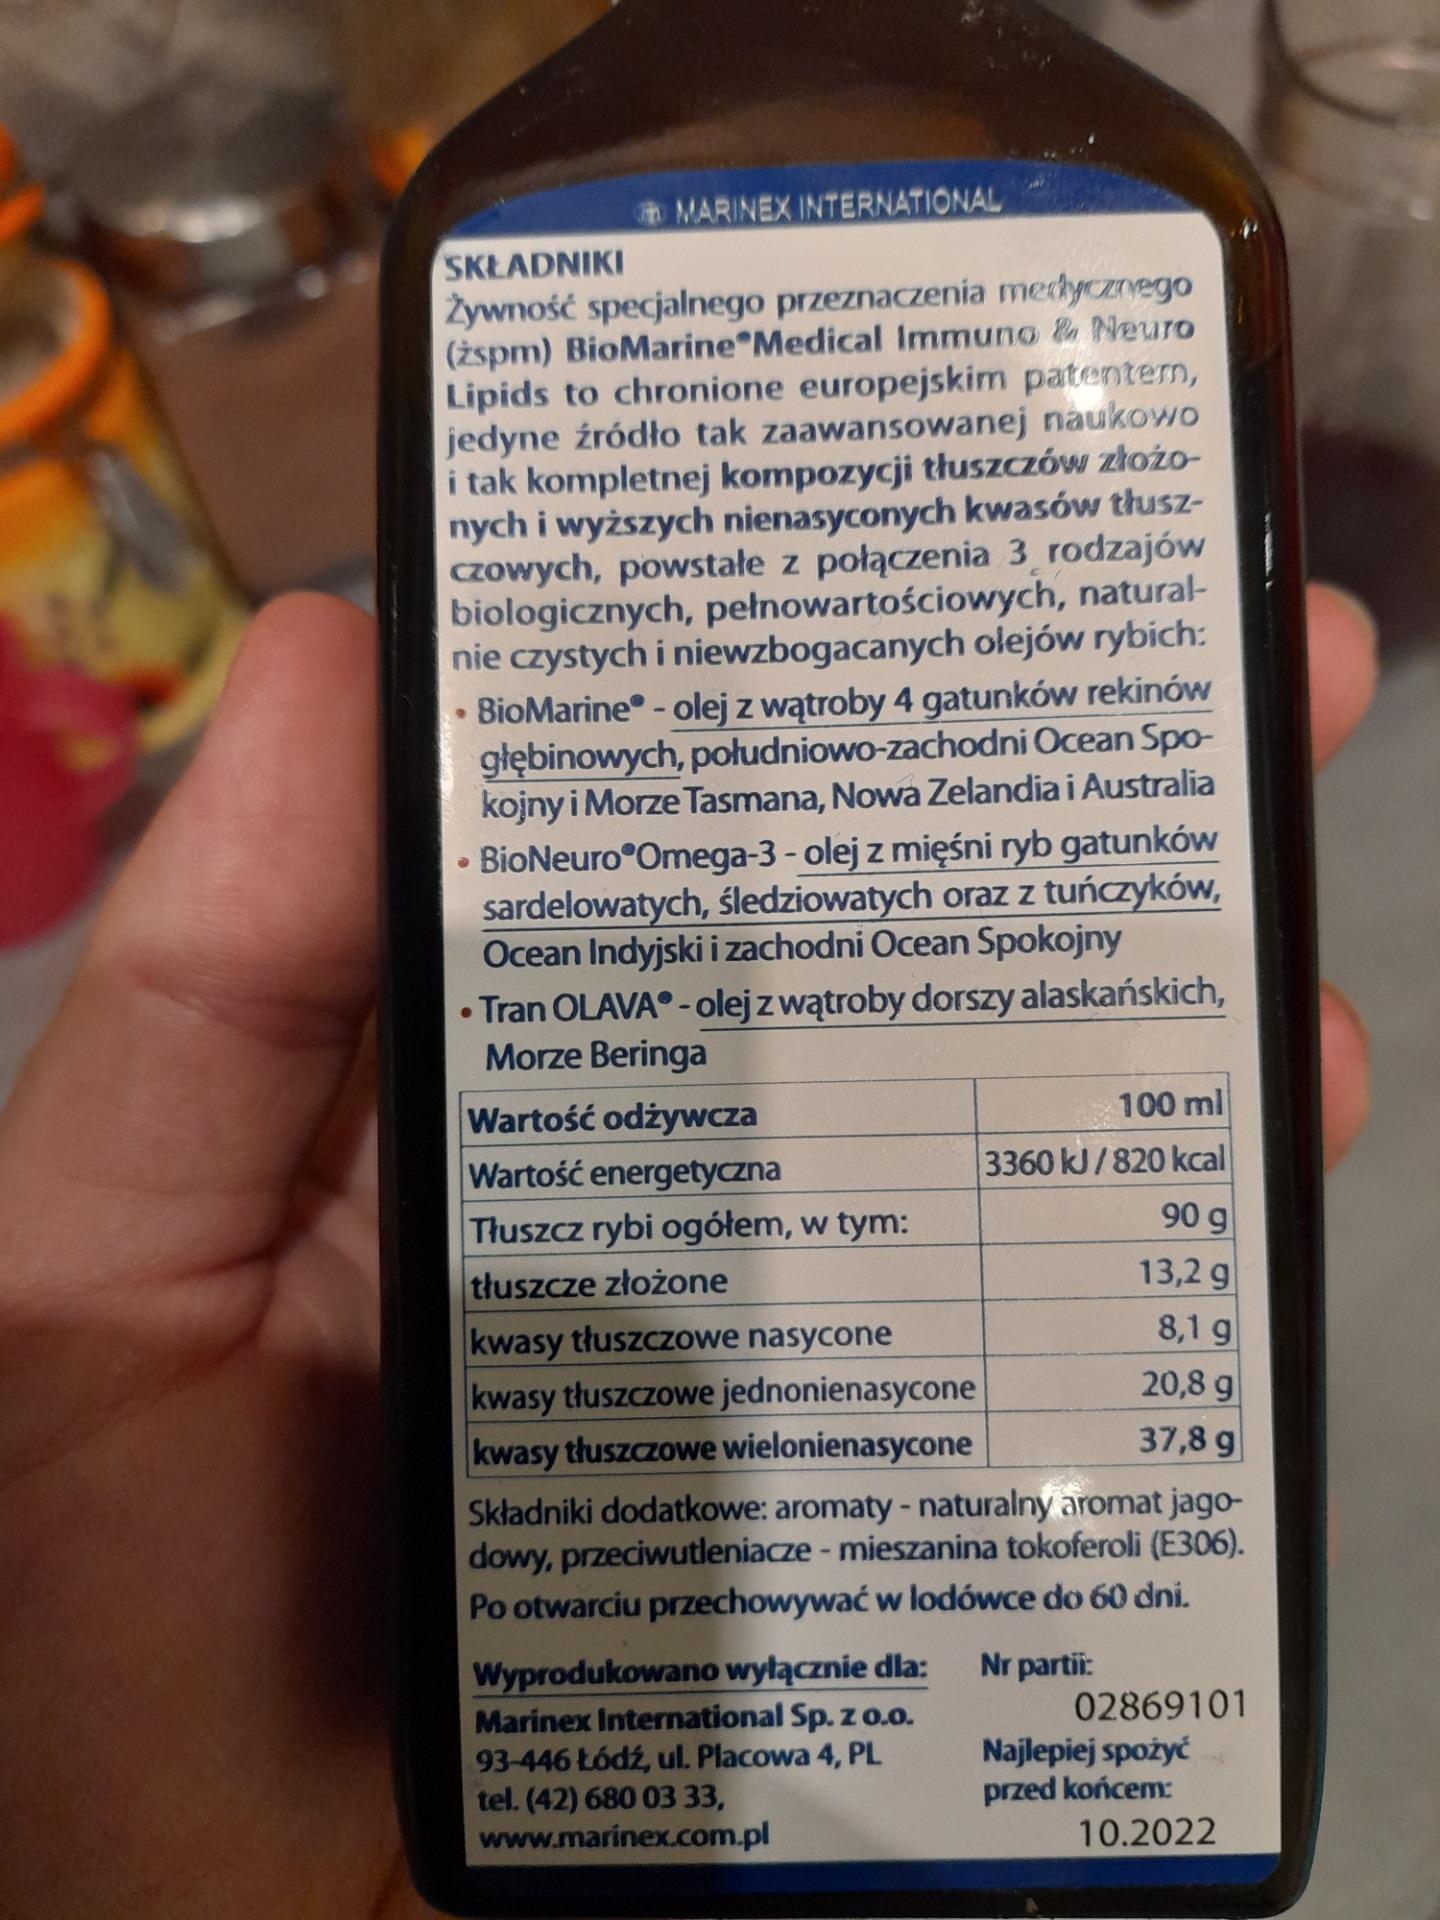 MARINEX INTERNATIONAL
SKŁADNIKI
Żywność specjalnego przeznaczenia medycznego
(żspm) BioMarine®Medical Immuno & Neuro
Lipids to chronione europejskim patentem,
jedyne źródło tak zaawansowanej naukowo
i tak kompletnej kompozycji tłuszczów złożo-
nych i wyższych nienasyconych kwasów tłusz-
czowych, powstałe z połączenia 3 rodzajów
biologicznych, pełnowartościowych, natural-
nie czystych i niewzbogacanych olejów rybich:
• BioMarine® - olej z wątroby 4 gatunków rekinów
głębinowych, południowo-zachodni Ocean Spo-
kojny i Morze Tasmana, Nowa Zelandia i Australia
• BioNeuro®Omega-3 - olej z mięśni ryb gatunków
sardelowatych, śledziowatych oraz z tuńczyków,
Ocean Indyjski i zachodni Ocean Spokojny
• Tran OLAVA® - olej z wątroby dorszy alaskańskich,
Morze Beringa
Wartość odżywcza 100 ml
Wartość energetyczna 3360 kJ / 820 kcal
Tłuszcz rybi ogółem, w tym: 90 g
tłuszcze złożone 13,2 g
kwasy tłuszczowe nasycone 8,1 g
kwasy tłuszczowe jednonienasycone 20,8 g
kwasy tłuszczowe wielonienasycone 37,8 g
Składniki dodatkowe: aromaty - naturalny aromat jago-
dowy, przeciwutleniacze - mieszanina tokoferoli (E306).
Po otwarciu przechowywać w lodówce do 60 dni.
Wyprodukowano wyłącznie dla:
Marinex International Sp. z o.o.
93-446 Łódź, ul. Placowa 4, PL
tel. (42) 680 03 33,
www.marinex.com.pl
Nr partii:
02869101
Najlepiej spożyć
przed końcem:
10.2022